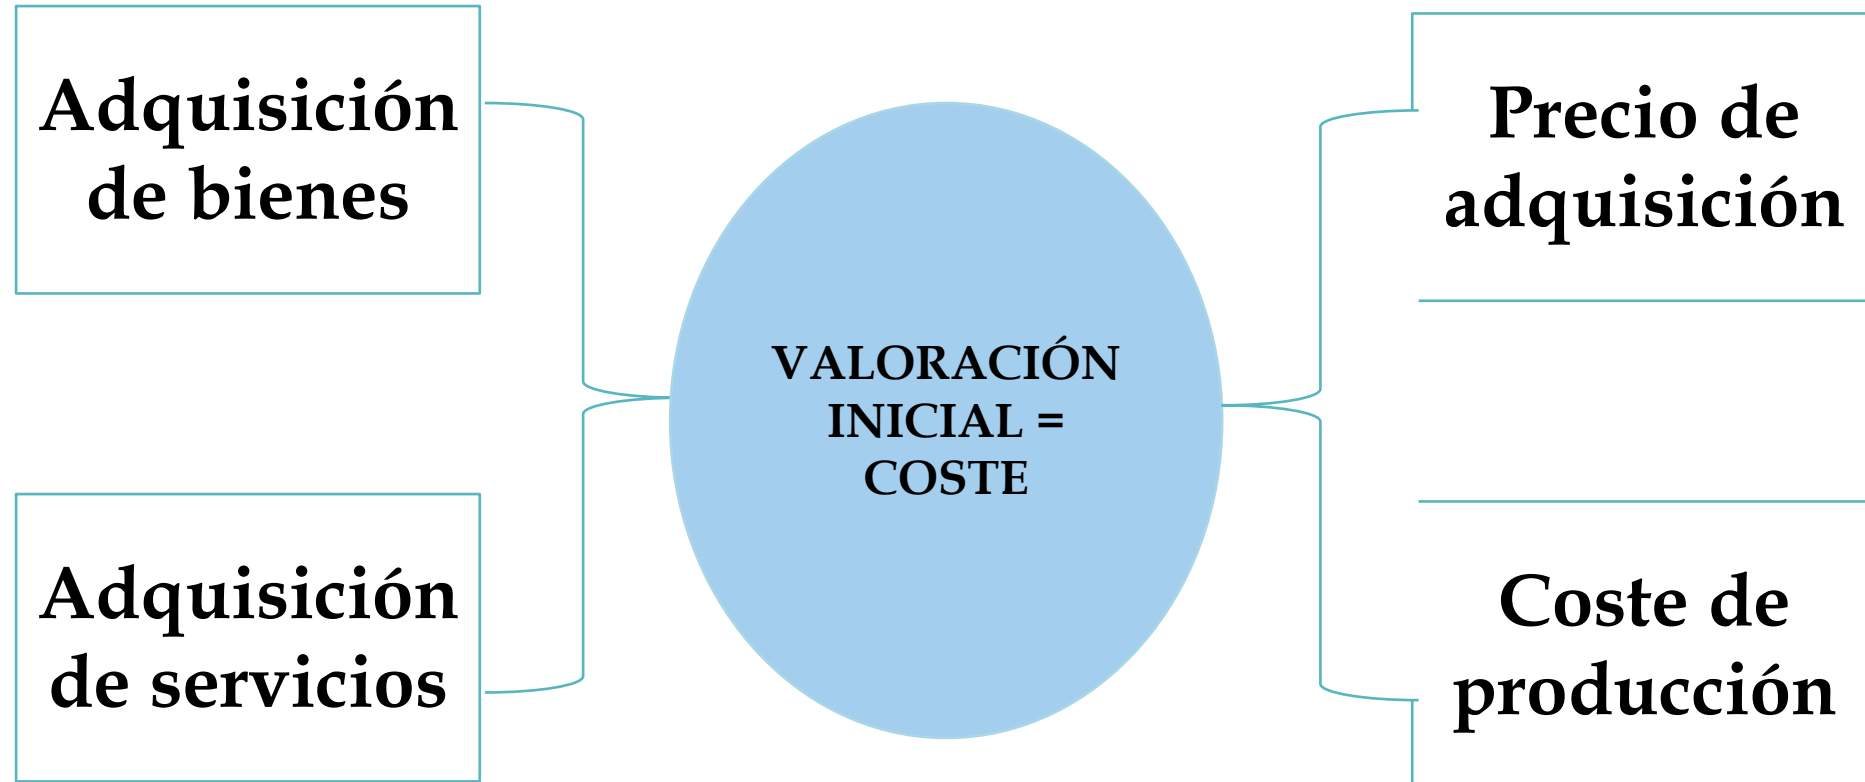 Adquisición
de bienes
Adquisición
de servicios
VALORACIÓN
INICIAL =
COSTE
Precio de
adquisición
Coste de
producción